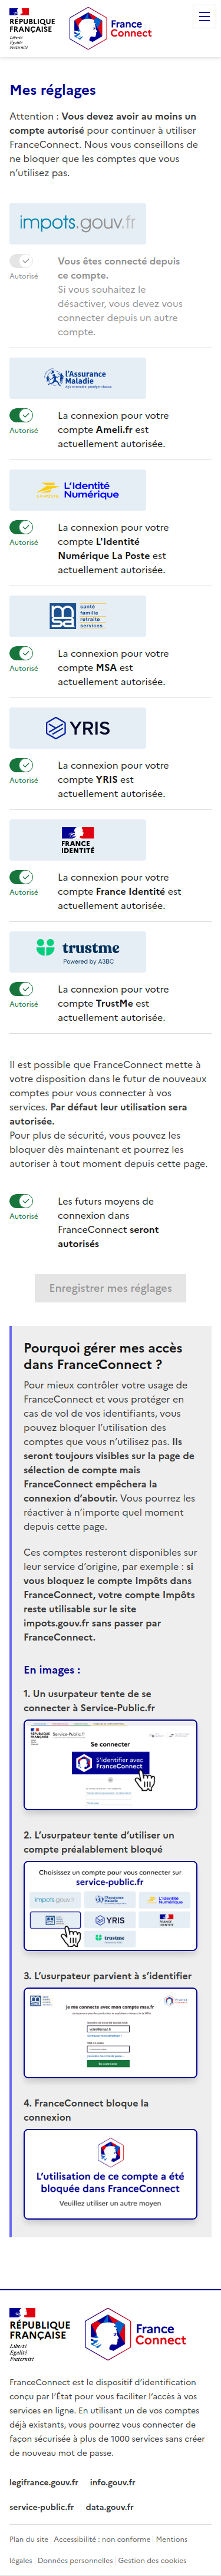 RÉPUBLIQUE
FRANÇAISE
Liberté
Égalité
Fraternité
France
Connect
Mes réglages
Attention : Vous devez avoir au moins un
compte autorisé pour continuer à utiliser
FranceConnect. Nous vous conseillons de
ne bloquer que les comptes que vous
n’utilisez pas.
impots.gouv.fr
Autorisé
Vous êtes connecté depuis
ce compte.
Si vous souhaitez le
désactiver, vous devez vous
connecter depuis un autre
compte.
l'Assurance
Maladie
Agir ensemble, protéger chacun
Autorisé
La connexion pour votre
compte Ameli.fr est
actuellement autorisée.
L'Identité
Numérique
Autorisé
La connexion pour votre
compte L'Identité
Numérique La Poste est
actuellement autorisée.
msa
santé
famille
retraite
services
Autorisé
La connexion pour votre
compte MSA est
actuellement autorisée.
YRIS
Autorisé
La connexion pour votre
compte YRIS est
actuellement autorisée.
FRANCE
IDENTITÉ
Autorisé
La connexion pour votre
compte France Identité est
actuellement autorisée.
trustme
Powered by A3BC
Autorisé
La connexion pour votre
compte TrustMe est
actuellement autorisée.
Il est possible que FranceConnect mette à
votre disposition dans le futur de nouveaux
comptes pour vous connecter à vos
services. Par défaut leur utilisation sera
autorisée.
Pour plus de sécurité, vous pouvez les
bloquer dès maintenant et pourrez les
autoriser à tout moment depuis cette page.
Autorisé
Les futurs moyens de
connexion dans
FranceConnect seront
autorisés
Enregistrer mes réglages
Pourquoi gérer mes accès
dans FranceConnect ?
Pour mieux contrôler votre usage de
FranceConnect et vous protéger en
cas de vol de vos identifiants, vous
pouvez bloquer l’utilisation des
comptes que vous n’utilisez pas. Ils
seront toujours visibles sur la page de
sélection de compte mais
FranceConnect empêchera la
connexion d’aboutir. Vous pourrez les
réactiver à n’importe quel moment
depuis cette page.
Ces comptes resteront disponibles sur
leur service d’origine, par exemple : si
vous bloquez le compte Impôts dans
FranceConnect, votre compte Impôts
reste utilisable sur le site
impots.gouv.fr sans passer par
FranceConnect.
En images :
1. Un usurpateur tente de se
connecter à Service-Public.fr
RÉPUBLIQUE
FRANÇAISE
Service-Public.fr
Se connecter
S'identifier avec
FranceConnect
2. L’usurpateur tente d’utiliser un
compte préalablement bloqué
Choisissez un compte pour vous connecter sur
service-public.fr
impots.gouv.fr
l'Assurance
Maladie
L'Identité
Numérique
YRIS
FRANCE
IDENTITÉ
trustme
3. L’usurpateur parvient à s’identifier
je me connecte avec mon compte msa.fr
4. FranceConnect bloque la
connexion
L’utilisation de ce compte a été
bloquée dans FranceConnect
Veuillez utiliser un autre moyen
RÉPUBLIQUE
FRANÇAISE
Liberté
Égalité
Fraternité
France
Connect
FranceConnect est le dispositif d’identification
conçu par l’État pour vous faciliter l’accès à vos
services en ligne. En utilisant un de vos comptes
déjà existants, vous pourrez vous connecter de
façon sécurisée à plus de 1000 services sans créer
de nouveau mot de passe.
legifrance.gouv.fr info.gouv.fr
service-public.fr data.gouv.fr
Plan du site Accessibilité : non conforme Mentions
légales Données personnelles Gestion des cookies